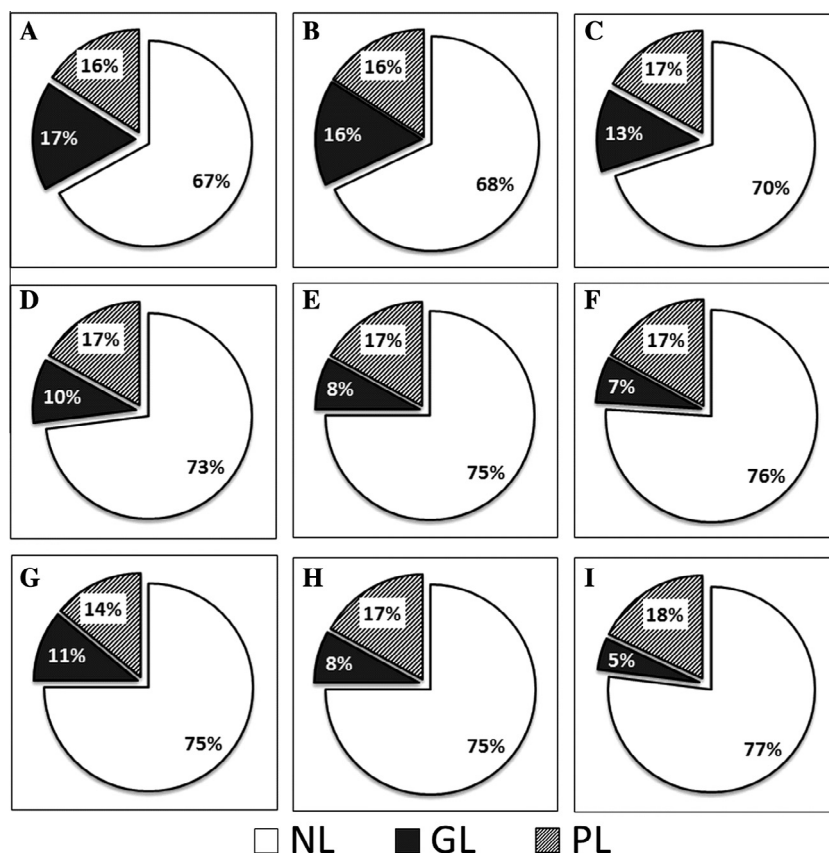 A B C
16% 16% 17%
17% 16% 13%
67% 68% 70%
D E F
17% 17% 17%
10% 8% 7%
73% 75% 76%
G H I
14% 17% 18%
11% 8% 5%
75% 75% 77%
NL GL PL